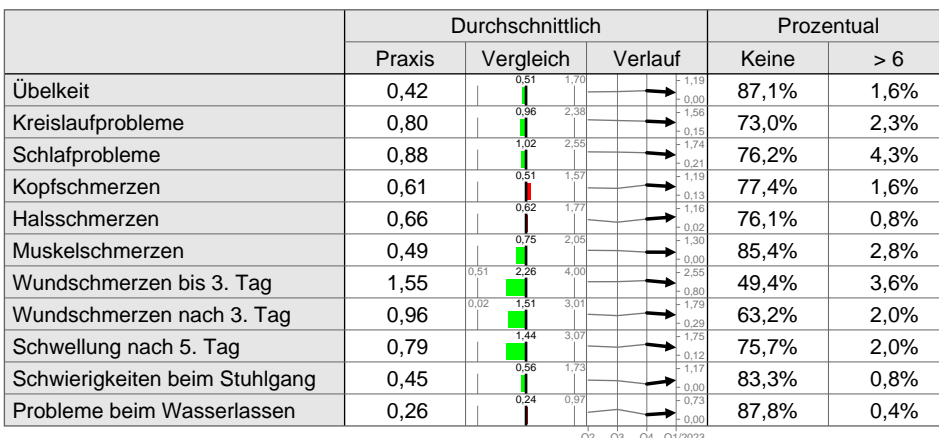 Durchschnittlich Prozentual
Praxis Vergleich Verlauf Keine > 6
Übelkeit 0,42 0,51 1,70 1,19 0,00 87,1% 1,6%
Kreislaufprobleme 0,80 0,96 2,38 1,56 0,15 73,0% 2,3%
Schlafprobleme 0,88 1,02 2,55 1,74 0,21 76,2% 4,3%
Kopfschmerzen 0,61 0,51 1,57 1,19 0,13 77,4% 1,6%
Halsschmerzen 0,66 0,62 1,77 1,16 0,02 76,1% 0,8%
Muskelschmerzen 0,49 0,75 2,05 1,30 0,00 85,4% 2,8%
Wundschmerzen bis 3. Tag 1,55 0,51 2,26 4,00 2,55 0,80 49,4% 3,6%
Wundschmerzen nach 3. Tag 0,96 0,02 1,51 3,01 1,79 0,29 63,2% 2,0%
Schwellung nach 5. Tag 0,79 1,44 3,07 1,75 0,12 75,7% 2,0%
Schwierigkeiten beim Stuhlgang 0,45 0,56 1,73 1,17 0,00 83,3% 0,8%
Probleme beim Wasserlassen 0,26 0,24 0,97 0,73 0,00 87,8% 0,4%
Q2 Q3 Q4 Q1/2023